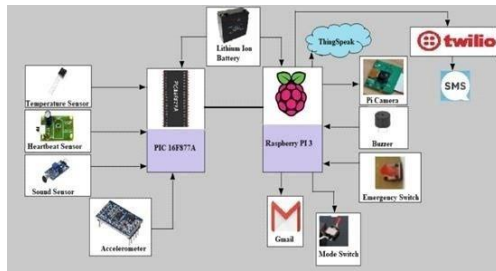 Lithium Ion
Battery
ThingSpeak
twilio
SMS
Temperature Sensor
Heartbeat Sensor
Sound Sensor
Accelerometer
PIC 16F877A
Raspberry PI 3
Pi Camera
Buzzer
Emergency Switch
Gmail
Mode Switch